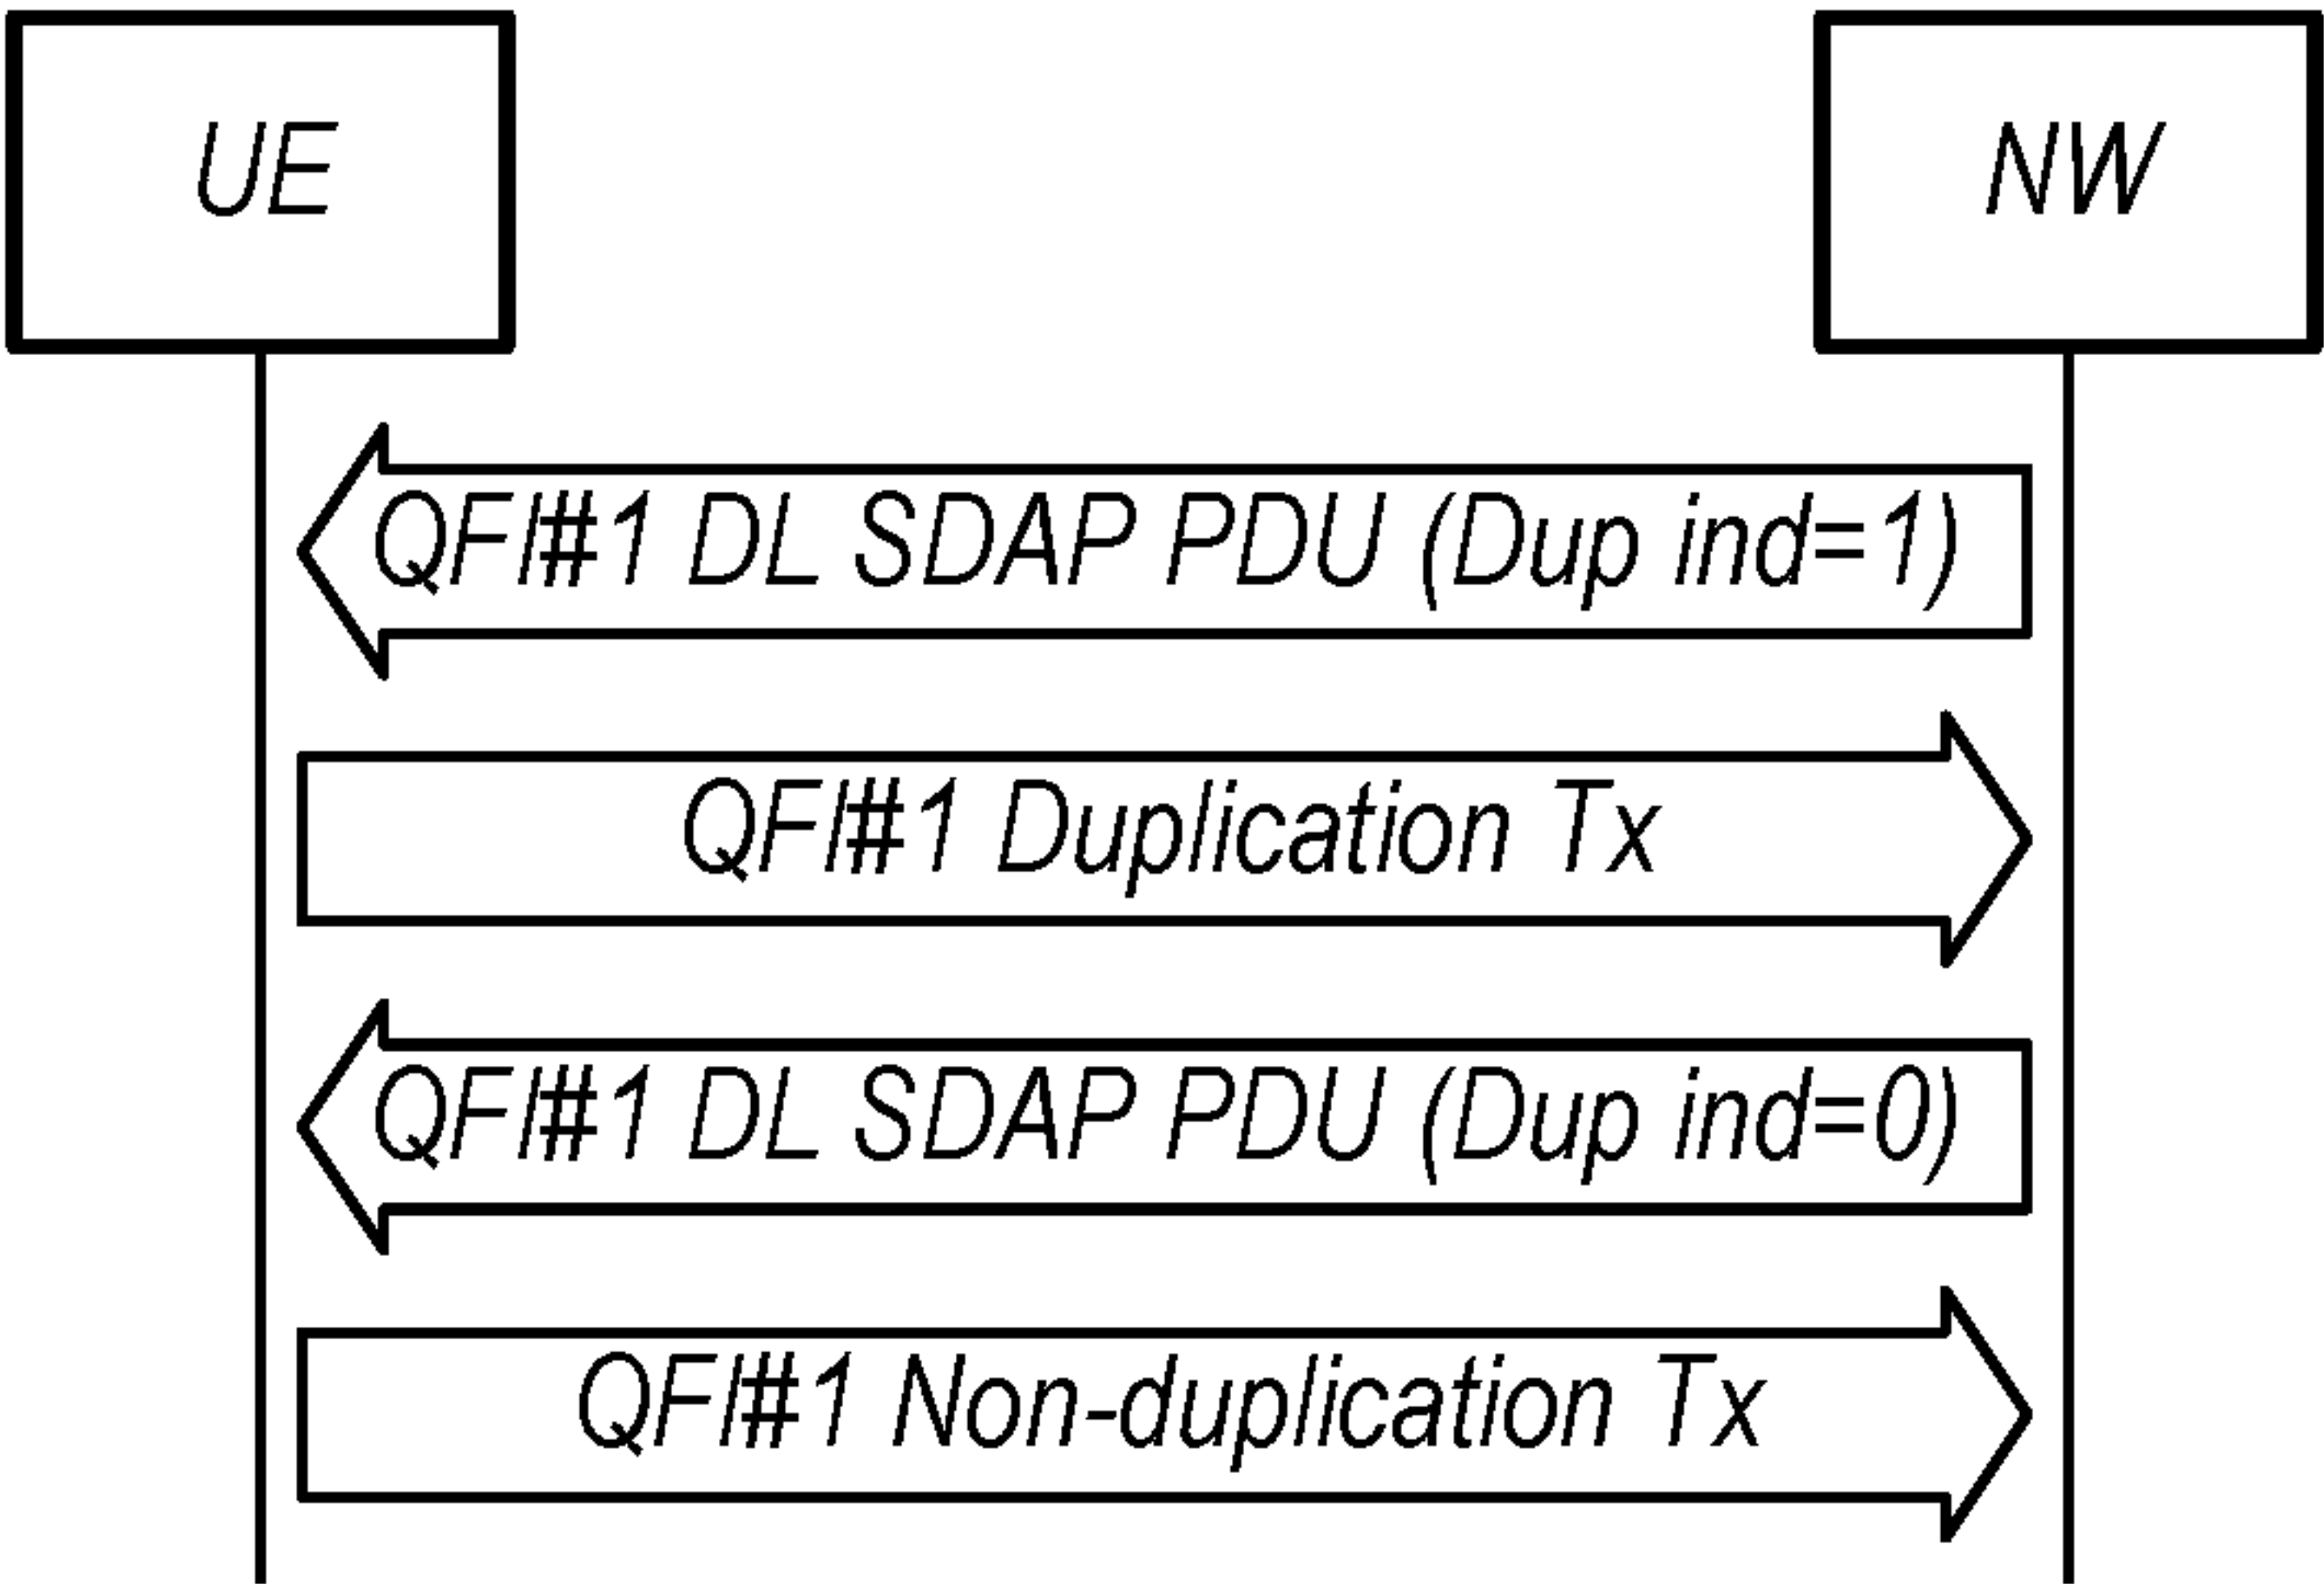 UE
NW
QFI#1 DL SDAP PDU (Dup ind=1)
QFI#1 Duplication Tx
QFI#1 DL SDAP PDU (Dup ind=0)
QFI#1 Non-duplication Tx